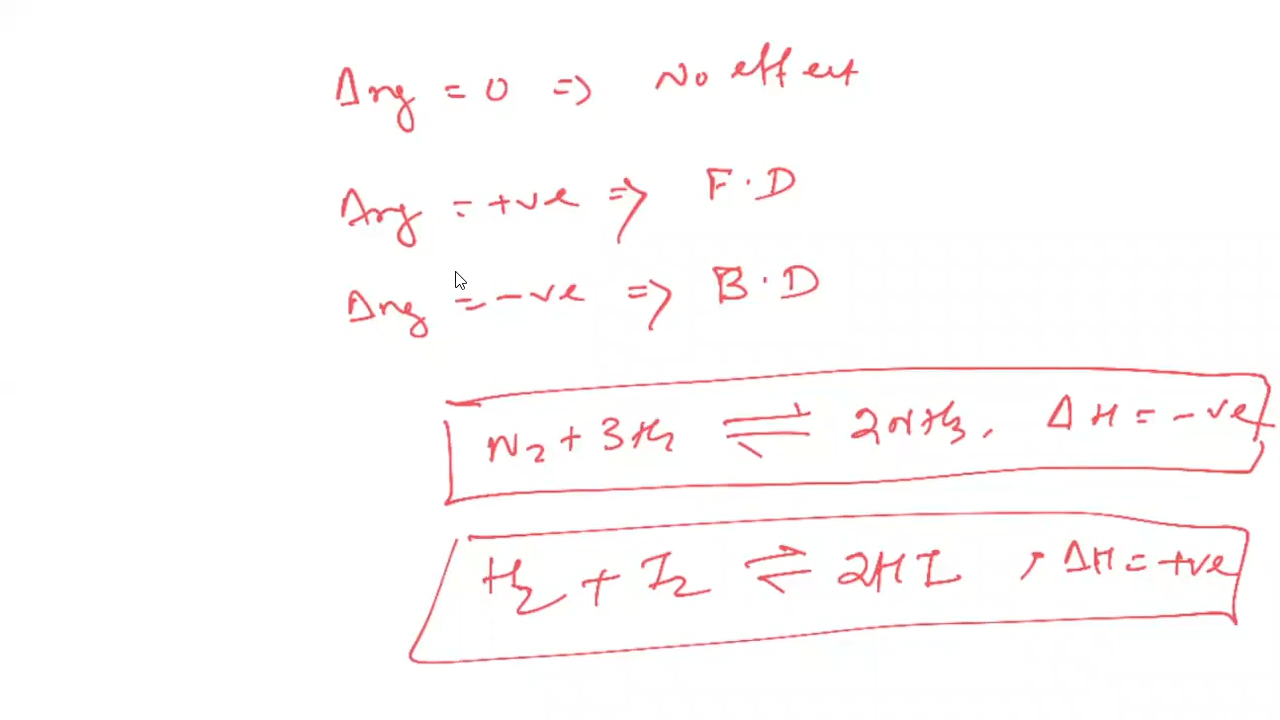 Δng = 0 => No effect
Δng = +ve => F.D
Δng = -ve => B.D
N2 + 3H2 ⇌ 2NH3, ΔH = -ve
H2 + I2 ⇌ 2HI , ΔH = +ve